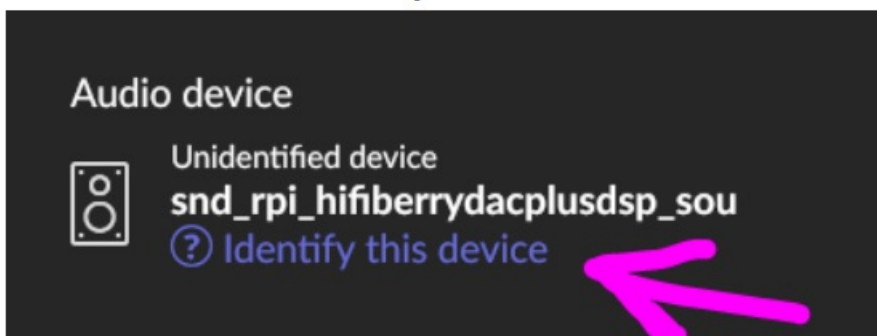 Audio device
Unidentified device
snd_rpi_hifiberrydacplusdsp_sou
? Identify this device